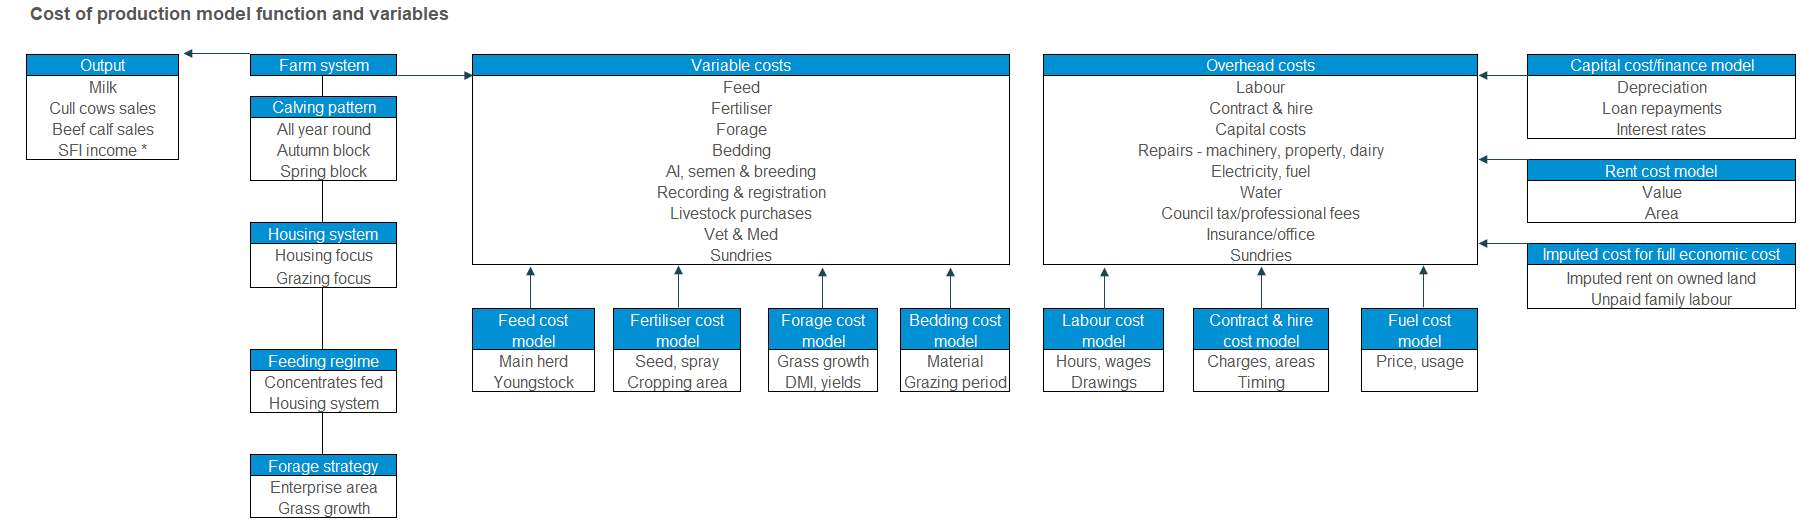 Cost of production model function and variables
Output
Milk
Cull cows sales
Beef calf sales
SFI income *
Farm system
Calving pattern
All year round
Autumn block
Spring block
Housing system
Housing focus
Grazing focus
Feeding regime
Concentrates fed
Housing system
Forage strategy
Enterprise area
Grass growth
Variable costs
Feed
Fertiliser
Forage
Bedding
AI, semen & breeding
Recording & registration
Livestock purchases
Vet & Med
Sundries
Feed cost
model
Main herd
Youngstock
Fertiliser cost
model
Seed, spray
Cropping area
Forage cost
model
Grass growth
DMI, yields
Bedding cost
model
Material
Grazing period
Overhead costs
Labour
Contract & hire
Capital costs
Repairs - machinery, property, dairy
Electricity, fuel
Water
Council tax/professional fees
Insurance/office
Sundries
Labour cost
model
Hours, wages
Drawings
Contract & hire
cost model
Charges, areas
Timing
Fuel cost
model
Price, usage
Capital cost/finance model
Depreciation
Loan repayments
Interest rates
Rent cost model
Value
Area
Imputed cost for full economic cost
Imputed rent on owned land
Unpaid family labour